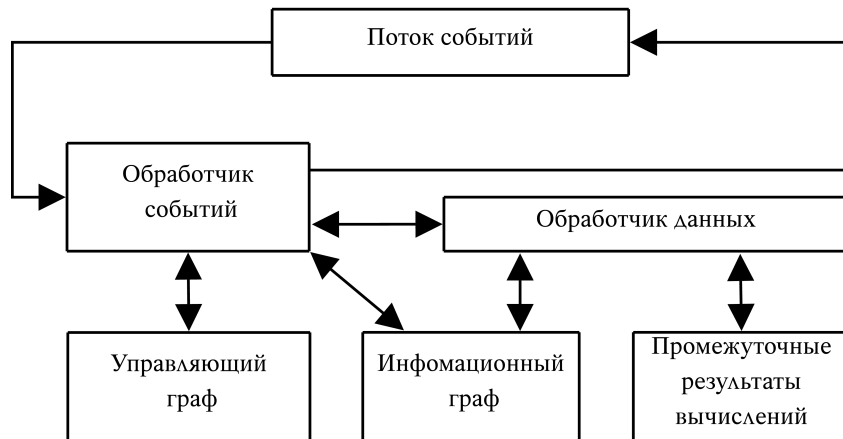 Поток событий
Обработчик
событий
Обработчик данных
Управляющий
граф
Инфомационный
граф
Промежуточные
результаты
вычислений